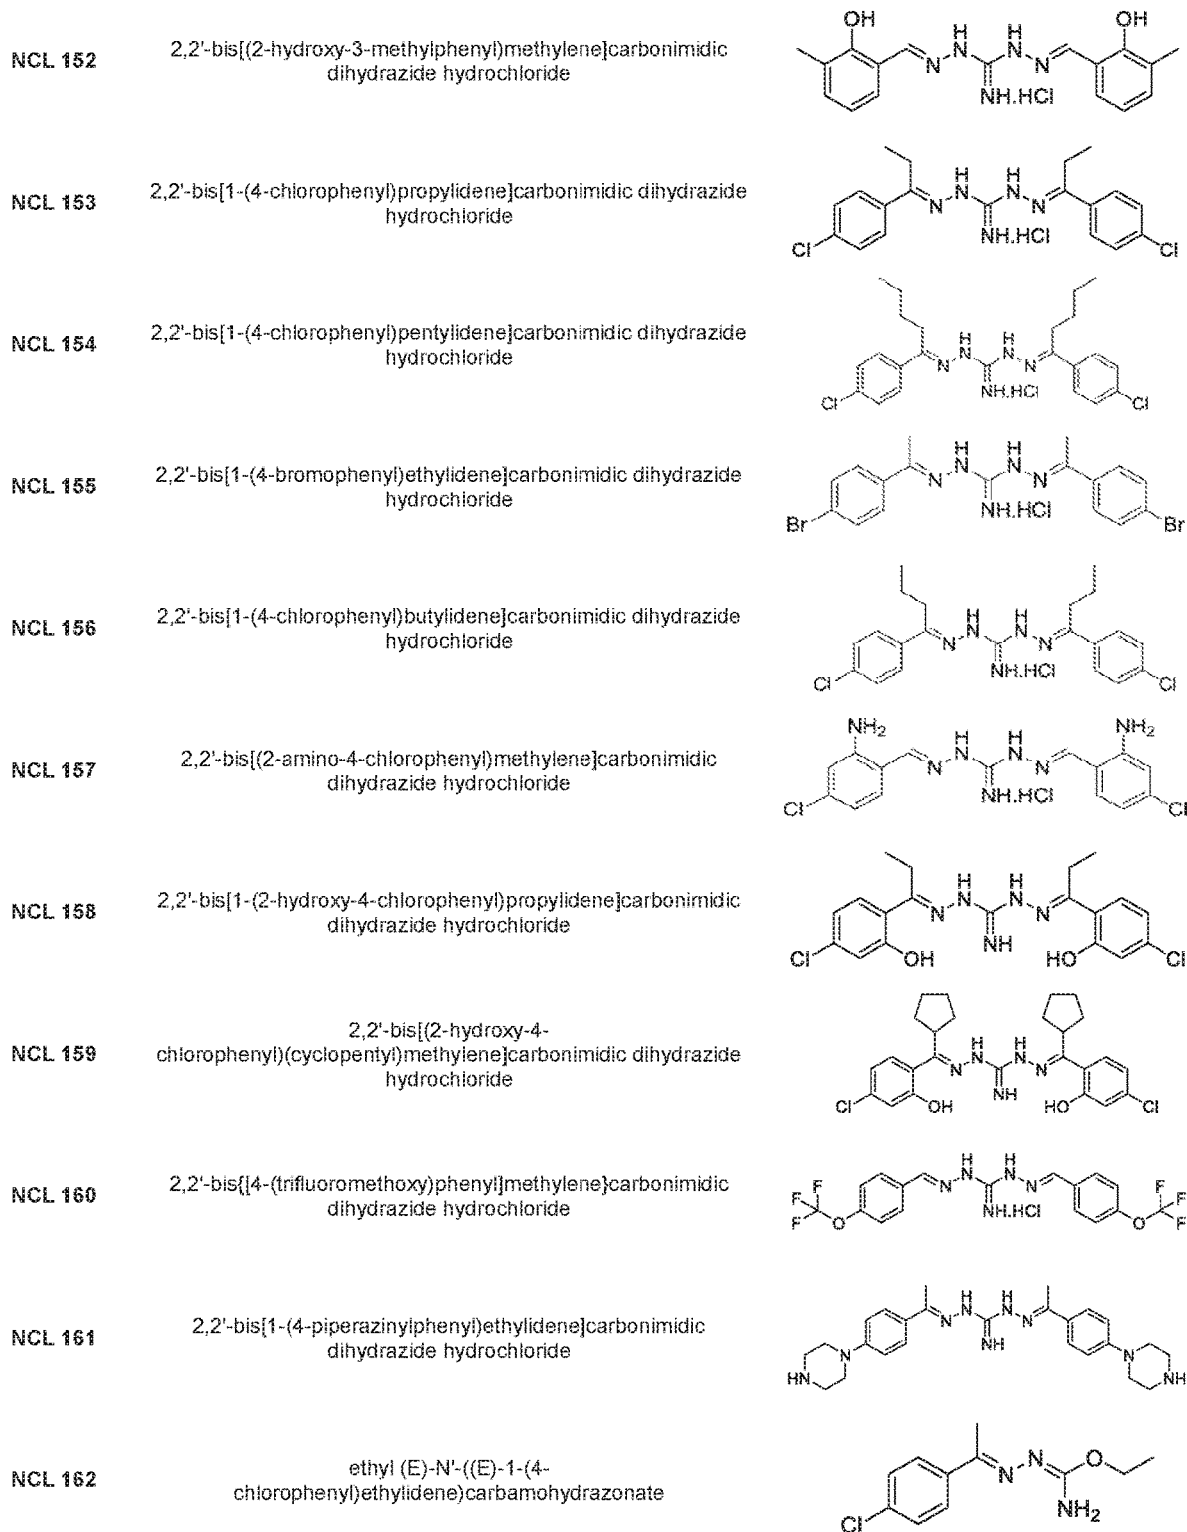 NCL 152
2,2'-bis[(2-hydroxy-3-methylphenyl)methylene]carbonimidic
dihydrazide hydrochloride
OH
OH
H
N
H
N
N
N
NH.HCl
NCL 153
2,2'-bis[1-(4-chlorophenyl)propylidene]carbonimidic dihydrazide
hydrochloride
H
N
H
N
N
N
NH.HCl
Cl
Cl
NCL 154
2,2'-bis[1-(4-chlorophenyl)pentylidene]carbonimidic dihydrazide
hydrochloride
H
N
H
N
N
N
NH.HCl
Cl
Cl
NCL 155
2,2'-bis[1-(4-bromophenyl)ethylidene]carbonimidic dihydrazide
hydrochloride
H
N
H
N
N
N
NH.HCl
Br
Br
NCL 156
2,2'-bis[1-(4-chlorophenyl)butylidene]carbonimidic dihydrazide
hydrochloride
H
N
H
N
N
N
NH.HCl
Cl
Cl
NCL 157
2,2'-bis[(2-amino-4-chlorophenyl)methylene]carbonimidic
dihydrazide hydrochloride
NH2
NH2
H
N
H
N
N
N
NH.HCl
Cl
Cl
NCL 158
2,2'-bis[1-(2-hydroxy-4-chlorophenyl)propylidene]carbonimidic
dihydrazide hydrochloride
H
N
H
N
N
N
NH
Cl
OH
HO
Cl
NCL 159
2,2'-bis[(2-hydroxy-4-
chlorophenyl)(cyclopentyl)methylene]carbonimidic dihydrazide
hydrochloride
H
N
H
N
N
N
NH
Cl
OH
HO
Cl
NCL 160
2,2'-bis{[4-(trifluoromethoxy)phenyl]methylene}carbonimidic
dihydrazide hydrochloride
H
N
H
N
N
N
NH.HCl
F
F
F
O
O
F
F
F
NCL 161
2,2'-bis[1-(4-piperazinylphenyl)ethylidene]carbonimidic
dihydrazide hydrochloride
H
N
H
N
N
N
NH
N
HN
N
NH
NCL 162
ethyl (E)-N'-((E)-1-(4-
chlorophenyl)ethylidene)carbamohydrazonate
N
N
O
NH2
Cl